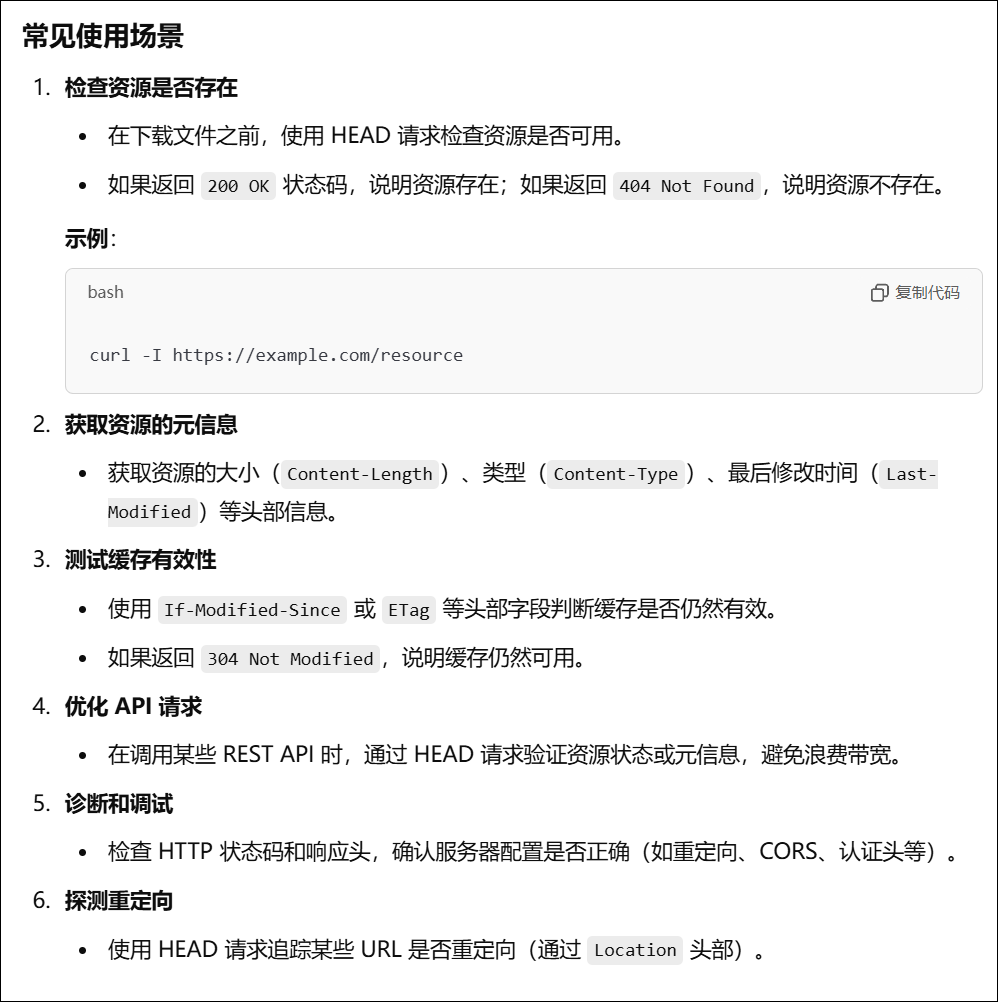 常见使用场景
1. 检查资源是否存在
• 在下载文件之前，使用 HEAD 请求检查资源是否可用。
• 如果返回 200 OK 状态码，说明资源存在；如果返回 404 Not Found，说明资源不存在。
示例：
bash 复制代码
curl -I https://example.com/resource
2. 获取资源的元信息
• 获取资源的大小（Content-Length）、类型（Content-Type）、最后修改时间（Last-
Modified）等头部信息。
3. 测试缓存有效性
• 使用 If-Modified-Since 或 ETag 等头部字段判断缓存是否仍然有效。
• 如果返回 304 Not Modified，说明缓存仍然可用。
4. 优化 API 请求
• 在调用某些 REST API 时，通过 HEAD 请求验证资源状态或元信息，避免浪费带宽。
5. 诊断和调试
• 检查 HTTP 状态码和响应头，确认服务器配置是否正确（如重定向、CORS、认证头等）。
6. 探测重定向
• 使用 HEAD 请求追踪某些 URL 是否重定向（通过 Location 头部）。